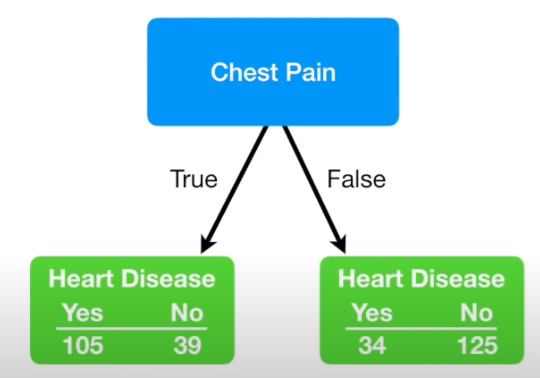 Chest Pain
True False
Heart Disease
Yes No
105 39
Heart Disease
Yes No
34 125